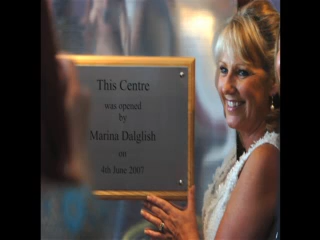 This Centre
was opened
by
Marina Dalglish
on
4th June 2007